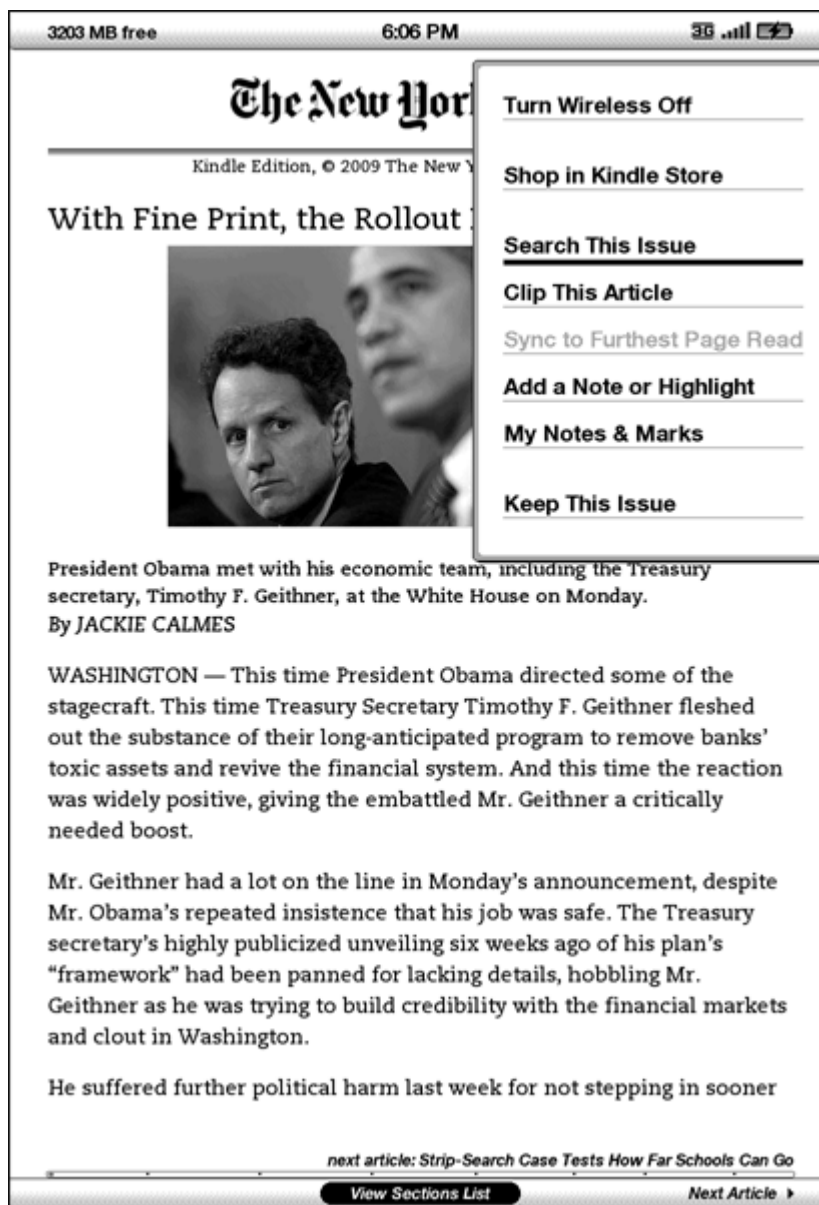 3203 MB free 6:06 PM 3G
The New York
Kindle Edition, © 2009 The New Y
With Fine Print, the Rollout
Turn Wireless Off
Shop in Kindle Store
Search This Issue
Clip This Article
Sync to Furthest Page Read
Add a Note or Highlight
My Notes & Marks
Keep This Issue
President Obama met with his economic team, including the Treasury
secretary, Timothy F. Geithner, at the White House on Monday.
By JACKIE CALMES
WASHINGTON — This time President Obama directed some of the
stagecraft. This time Treasury Secretary Timothy F. Geithner fleshed
out the substance of their long-anticipated program to remove banks’
toxic assets and revive the financial system. And this time the reaction
was widely positive, giving the embattled Mr. Geithner a critically
needed boost.
Mr. Geithner had a lot on the line in Monday’s announcement, despite
Mr. Obama’s repeated insistence that his job was safe. The Treasury
secretary’s highly publicized unveiling six weeks ago of his plan’s
“framework” had been panned for lacking details, hobbling Mr.
Geithner as he was trying to build credibility with the financial markets
and clout in Washington.
He suffered further political harm last week for not stepping in sooner
next article: Strip-Search Case Tests How Far Schools Can Go
View Sections List Next Article